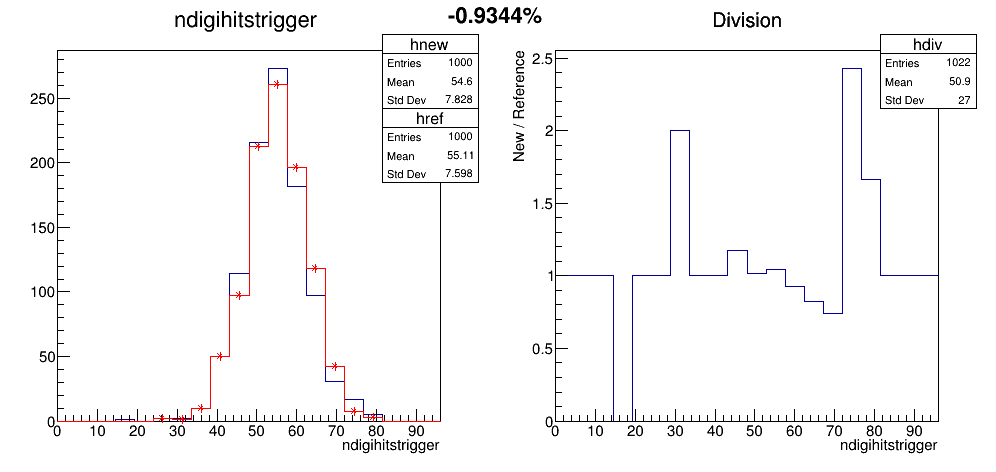 -0.9344%
ndigihitstrigger
hnew
Entries 1000
Mean 54.6
Std Dev 7.828
href
Entries 1000
Mean 55.11
Std Dev 7.598
250
200
150
100
50
0
0 10 20 30 40 50 60 70 80 90
ndigihitstrigger
Division
hdiv
Entries 1022
Mean 50.9
Std Dev 27
New / Reference
2.5
2
1.5
1
0.5
0
0 10 20 30 40 50 60 70 80 90
ndigihitstrigger